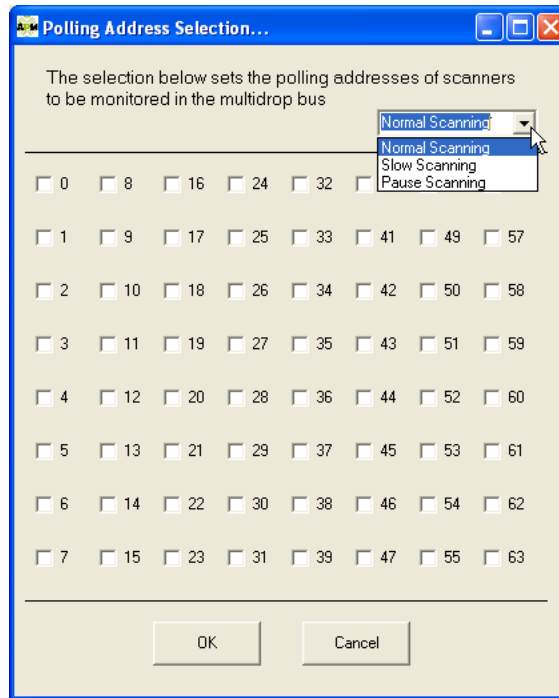 APM Polling Address Selection...
The selection below sets the polling addresses of scanners
to be monitored in the multidrop bus
Normal Scanning
Normal Scanning
Slow Scanning
Pause Scanning
0 8 16 24 32
1 9 17 25 33 41 49 57
2 10 18 26 34 42 50 58
3 11 19 27 35 43 51 59
4 12 20 28 36 44 52 60
5 13 21 29 37 45 53 61
6 14 22 30 38 46 54 62
7 15 23 31 39 47 55 63
OK Cancel